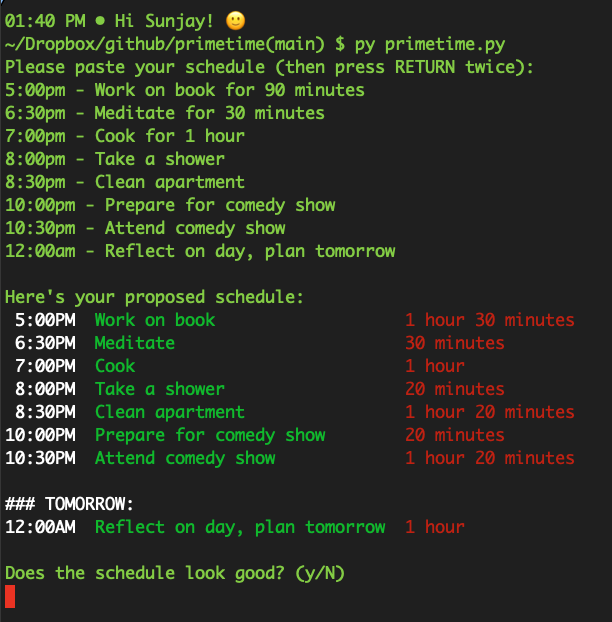 01:40 PM ● Hi Sunjay! 🙂
~/Dropbox/github/primetime(main) $ py primetime.py
Please paste your schedule (then press RETURN twice):
5:00pm - Work on book for 90 minutes
6:30pm - Meditate for 30 minutes
7:00pm - Cook for 1 hour
8:00pm - Take a shower
8:30pm - Clean apartment
10:00pm - Prepare for comedy show
10:30pm - Attend comedy show
12:00am - Reflect on day, plan tomorrow

Here's your proposed schedule:
 5:00PM  Work on book                   1 hour 30 minutes
 6:30PM  Meditate                       30 minutes
 7:00PM  Cook                           1 hour
 8:00PM  Take a shower                  20 minutes
 8:30PM  Clean apartment                1 hour 20 minutes
10:00PM  Prepare for comedy show        20 minutes
10:30PM  Attend comedy show             1 hour 20 minutes

### TOMORROW:
12:00AM  Reflect on day, plan tomorrow  1 hour

Does the schedule look good? (y/N)